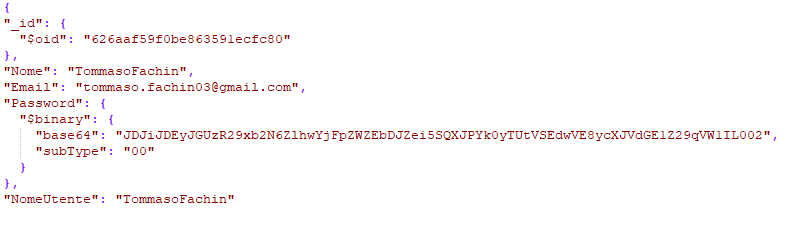 {
"_id": {
"$oid": "626aaf59f0be863591ecfc80"
},
"Nome": "TommasoFachin",
"Email": "tommaso.fachin03@gmail.com",
"Password": {
"$binary": {
"base64": "JDJiJDEyJGUzR29xb2N6ZlhwYjFpZWZEbDJZei5SQXJPYk0yTUtVSEdwVE8ycXJVdGE1Z29qVW1IL002",
"subType": "00"
}
},
"NomeUtente": "TommasoFachin"